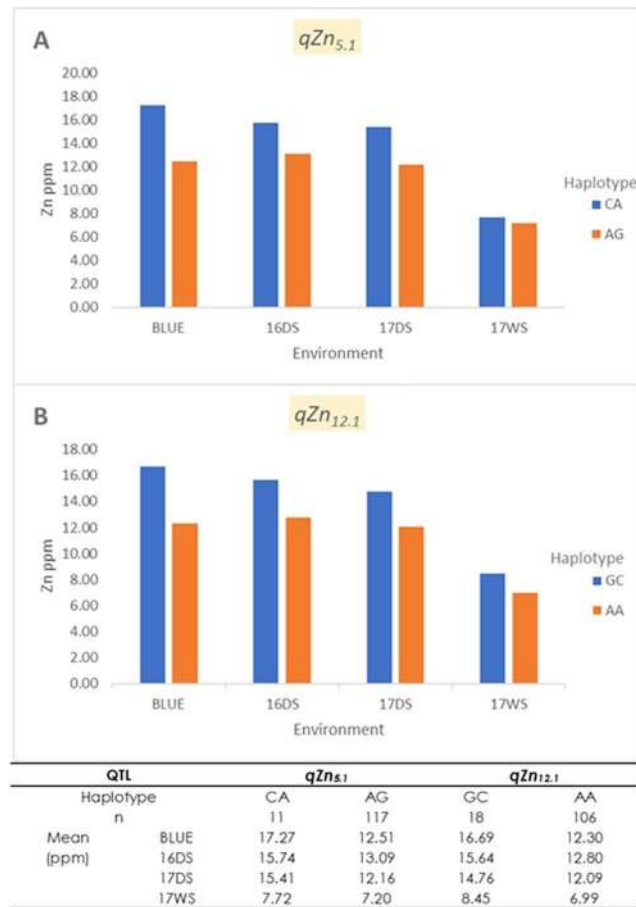 A
qZn5.1
20.00
18.00
16.00
14.00
12.00
10.00
8.00
6.00
4.00
2.00
0.00
Zn ppm
Haplotype
CA
AG
BLUE 16DS 17DS 17WS
Environment
B
qZn12.1
18.00
16.00
14.00
12.00
10.00
8.00
6.00
4.00
2.00
0.00
Zn ppm
Haplotype
GC
AA
BLUE 16DS 17DS 17WS
Environment
QTL qZn5.1 qZn12.1
Haplotype CA AG GC AA
n 11 117 18 106
Mean BLUE 17.27 12.51 16.69 12.30
(ppm) 16DS 15.74 13.09 15.64 12.80
17DS 15.41 12.16 14.76 12.09
17WS 7.72 7.20 8.45 6.99